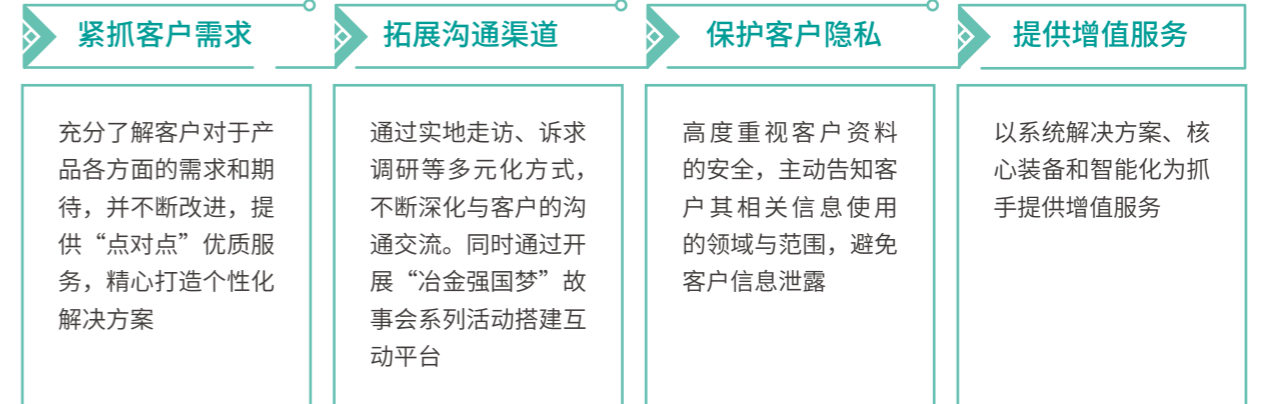 紧抓客户需求
充分了解客户对于产
品各方面的需求和期
待，并不断改进，提
供“点对点”优质服
务，精心打造个性化
解决方案
拓展沟通渠道
通过实地走访、诉求
调研等多元化方式，
不断深化与客户的沟
通交流。同时通过开
展“冶金强国梦”故
事会系列活动搭建互
动平台
保护客户隐私
高度重视客户资料
的安全，主动告知客
户其相关信息使用
的领域与范围，避免
客户信息泄露
提供增值服务
以系统解决方案、核
心装备和智能化为抓
手提供增值服务